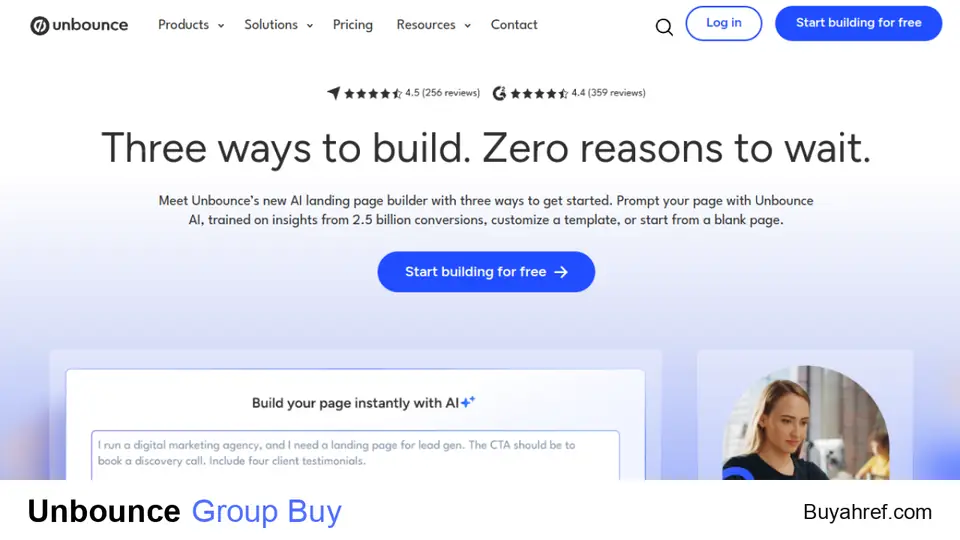 unbounce Products Solutions Pricing Resources Contact Log in Start building for free
4.5 (256 reviews) 4.4 (359 reviews)
Three ways to build. Zero reasons to wait.
Meet Unbounce's new AI landing page builder with three ways to get started. Prompt your page with Unbounce
AI, trained on insights from 2.5 billion conversions, customize a template, or start from a blank page.
Start building for free
Build your page instantly with AI
I run a digital marketing agency, and I need a landing page for lead gen. The CTA should be to
book a discovery call. Include four client testimonials.
Unbounce Group Buy Buyahref.com